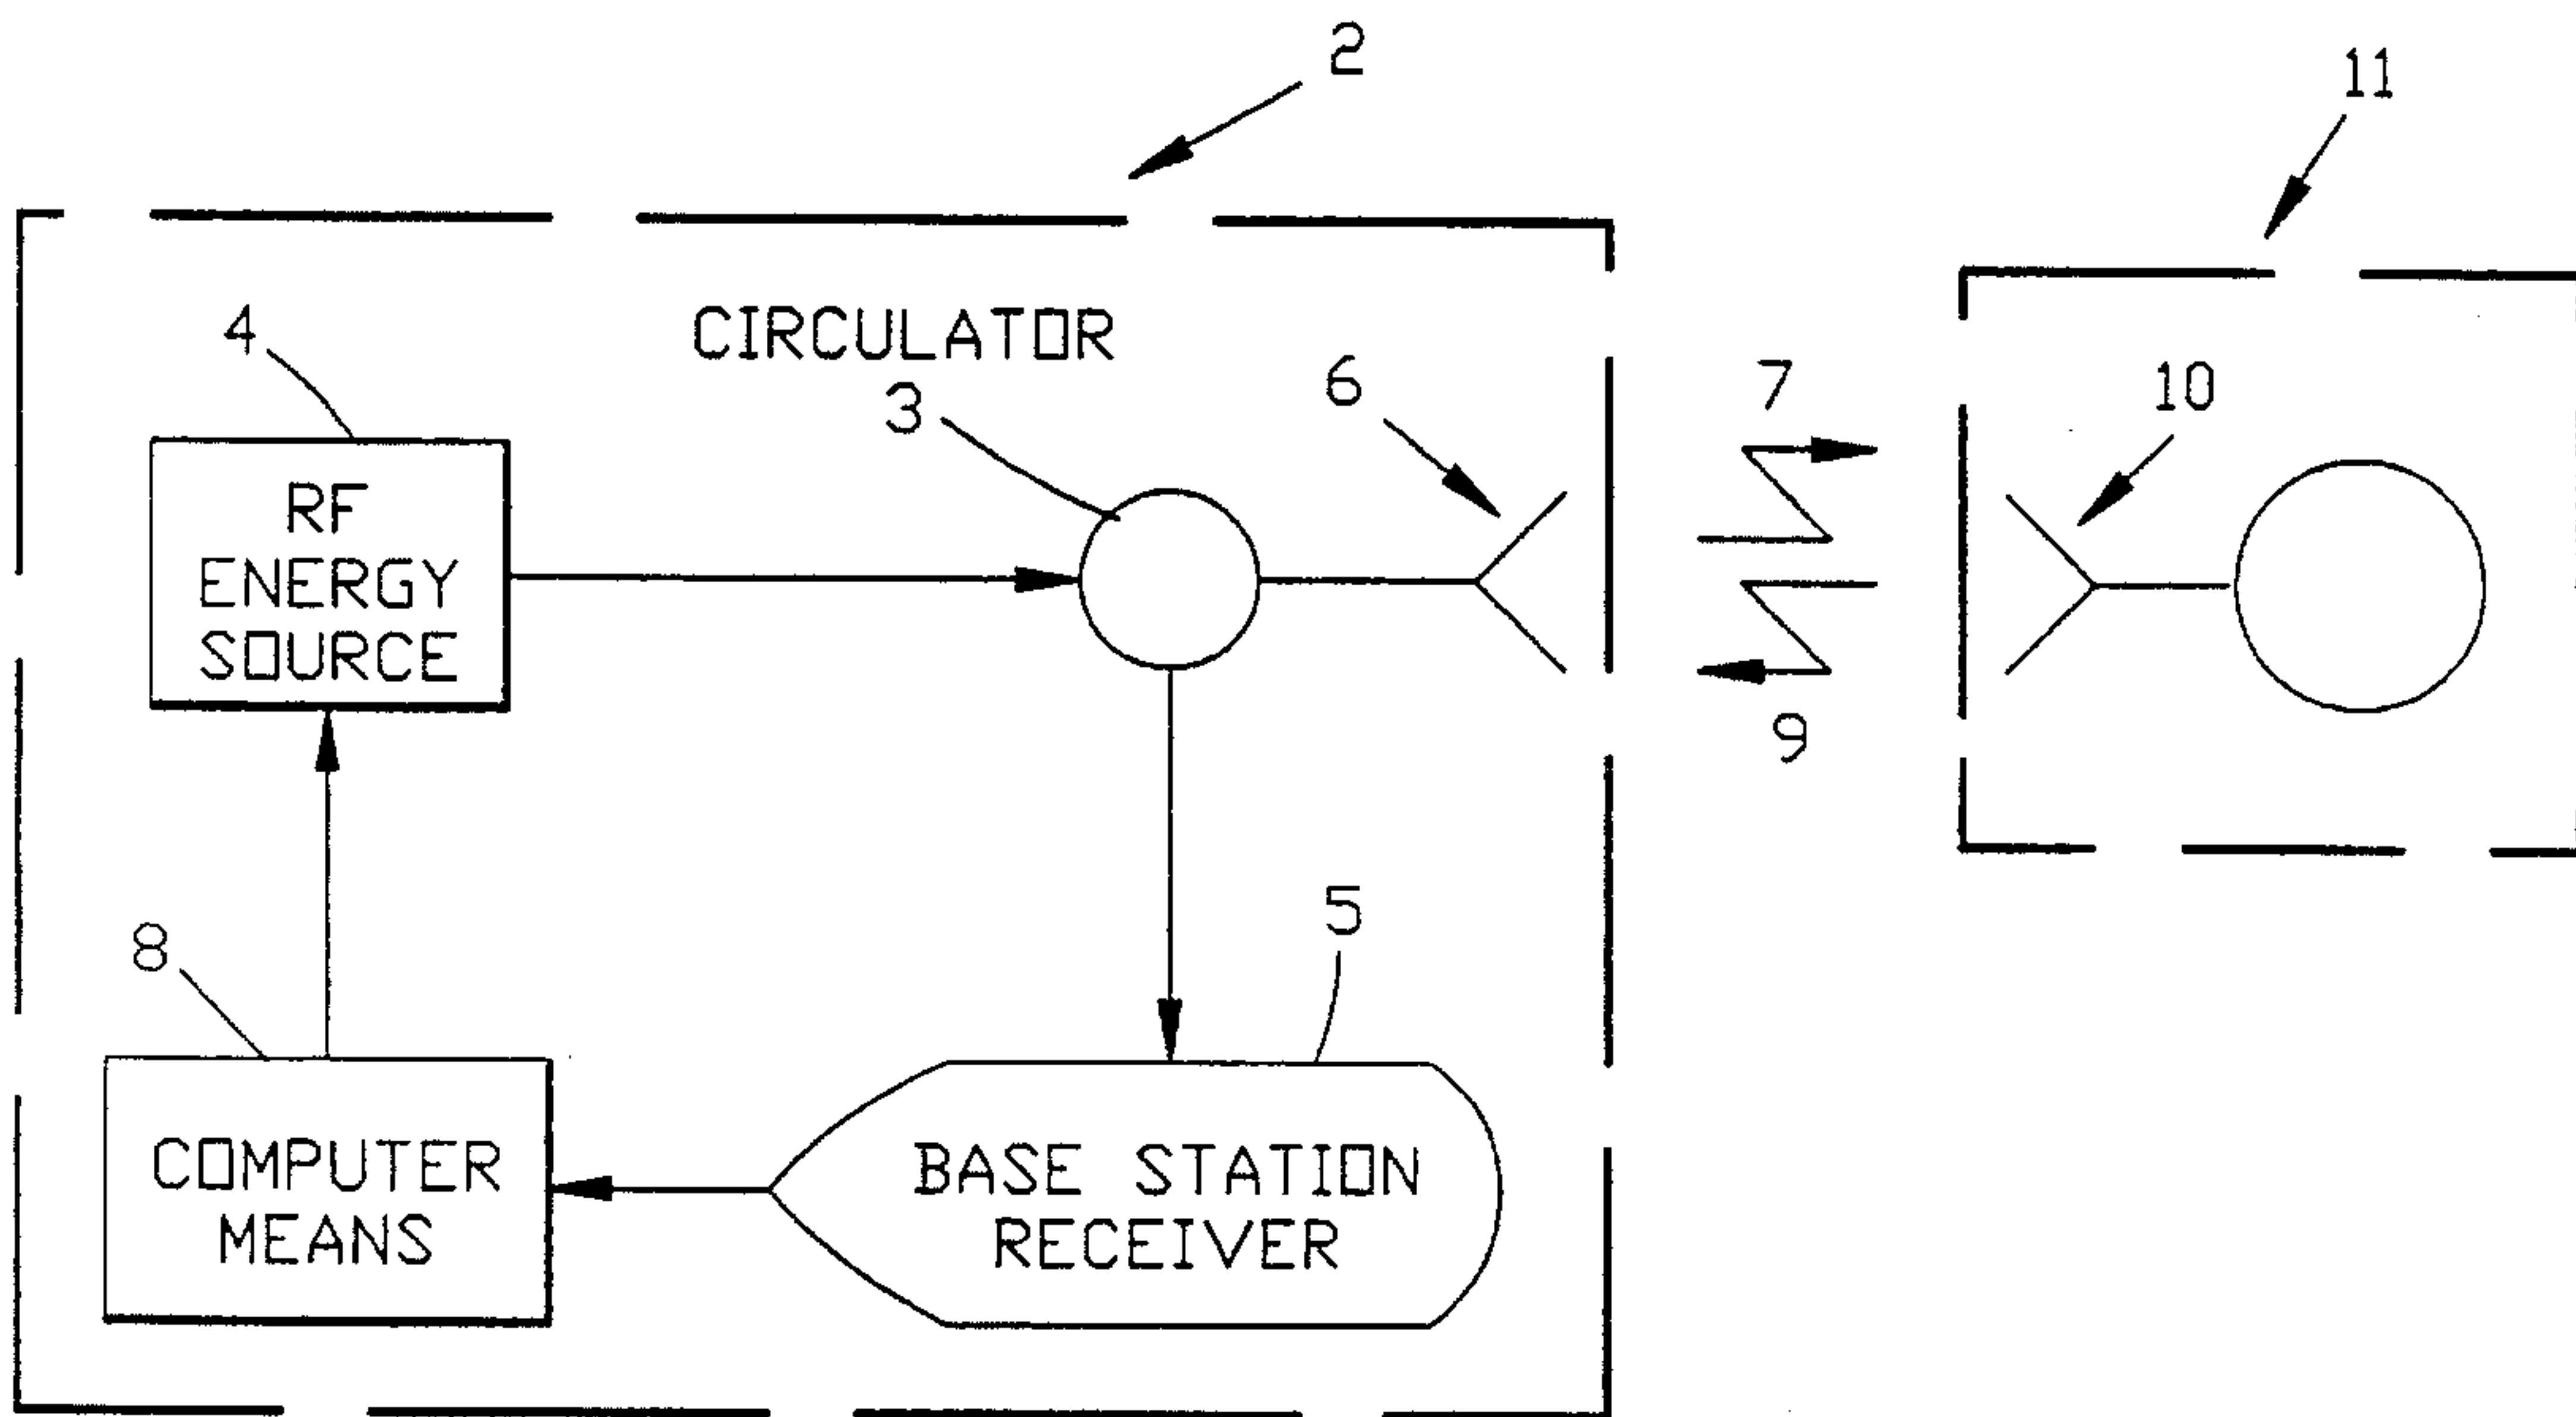 2
11
CIRCULATOR
3
4
6
7
10
RF
ENERGY
SOURCE
9
8
5
COMPUTER
MEANS
BASE STATION
RECEIVER